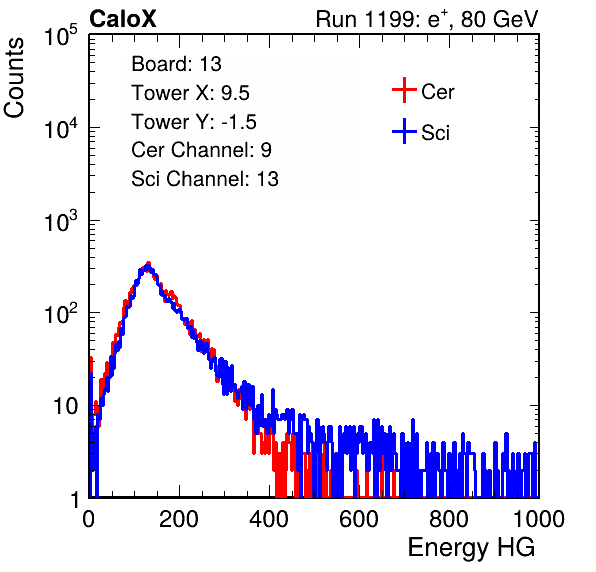 CaloX Run 1199: e⁺, 80 GeV
Counts
10⁵
10⁴
10³
10²
10
1
Board: 13
Tower X: 9.5
Tower Y: -1.5
Cer Channel: 9
Sci Channel: 13
Cer
Sci
0 200 400 600 800 1000
Energy HG